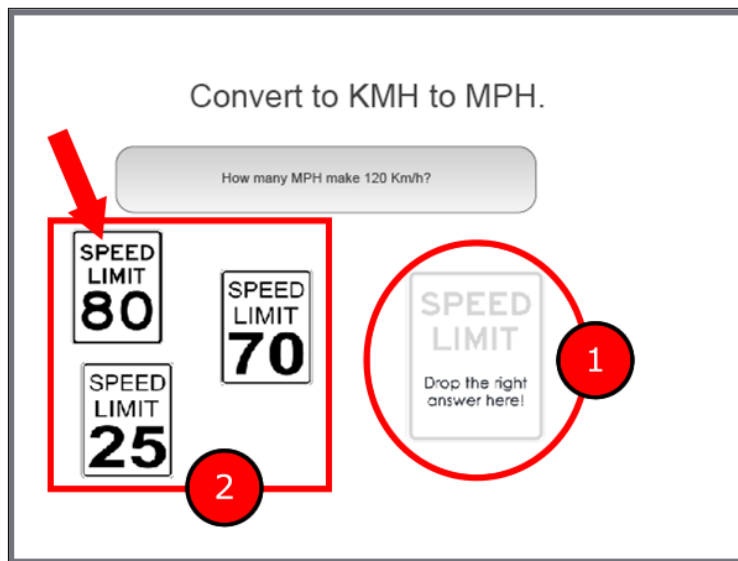 Convert to KMH to MPH.
How many MPH make 120 Km/h?
SPEED
LIMIT
80
SPEED
LIMIT
70
SPEED
LIMIT
25
2
SPEED
LIMIT
Drop the right
answer here!
1